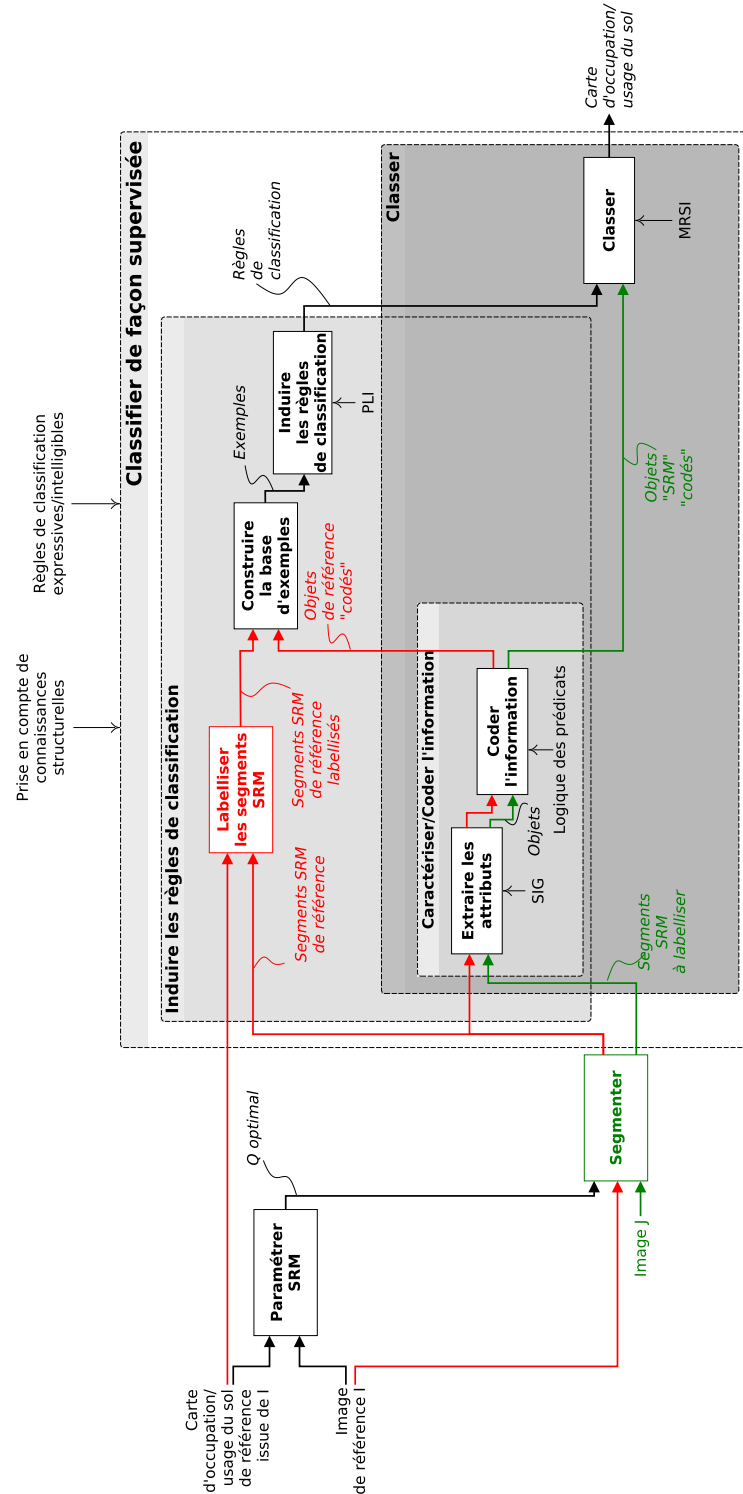 Prise en compte de
connaissances
structurelles
Règles de classification
expressives/intelligibles
Classifier de façon supervisée
Induire les règles de classification
Carte
d'occupation/
usage du sol
de référence
issue de I
Image
de référence I
Paramétrer
SRM
Q optimal
Image J
Segmenter
Segments SRM
de référence
Labelliser
les segments
SRM
Segments SRM
de référence
labellisés
Construire
la base
d'exemples
Exemples
Induire
les règles
de classification
PLI
Règles
de
classification
Objets
de référence
"codés"
Caractériser/Coder l'information
Extraire les
attributs
SIG
Objets
Coder
l'information
Logique des prédicats
Segments
SRM
à labelliser
Objets
"SRM"
"codés"
Classer
Classer
MRSI
Carte
d'occupation/
usage du sol